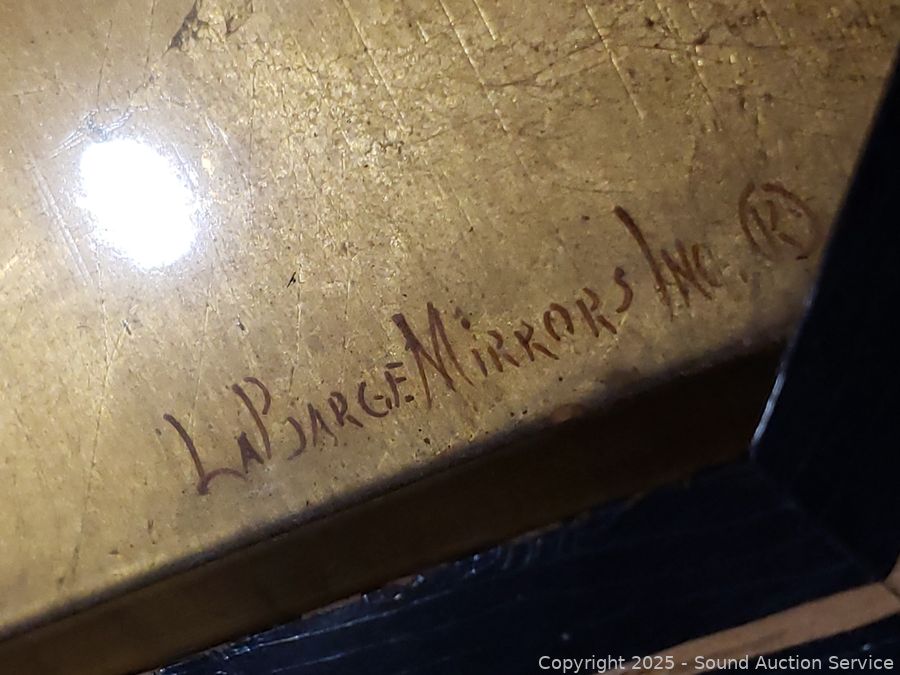 LaBarge Mirrors Inc. ®
Copyright 2025 - Sound Auction Service